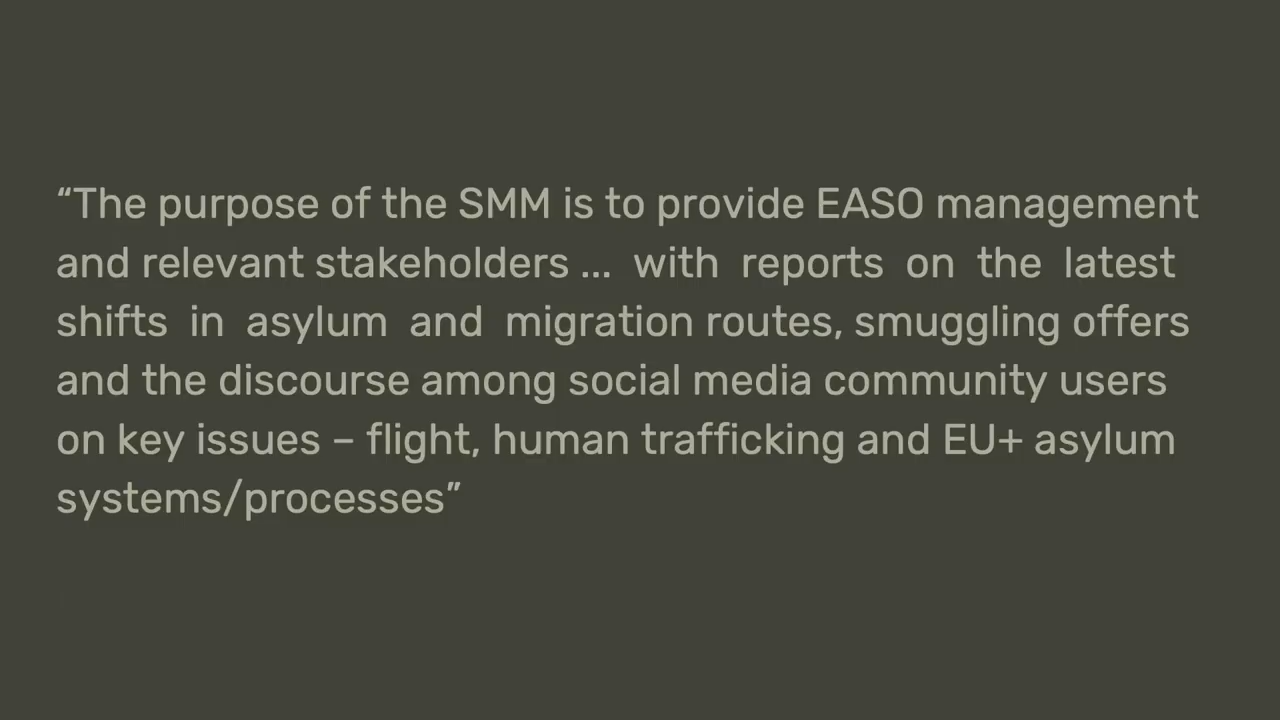 “The purpose of the SMM is to provide EASO management
and relevant stakeholders ... with reports on the latest
shifts in asylum and migration routes, smuggling offers
and the discourse among social media community users
on key issues – flight, human trafficking and EU+ asylum
systems/processes”